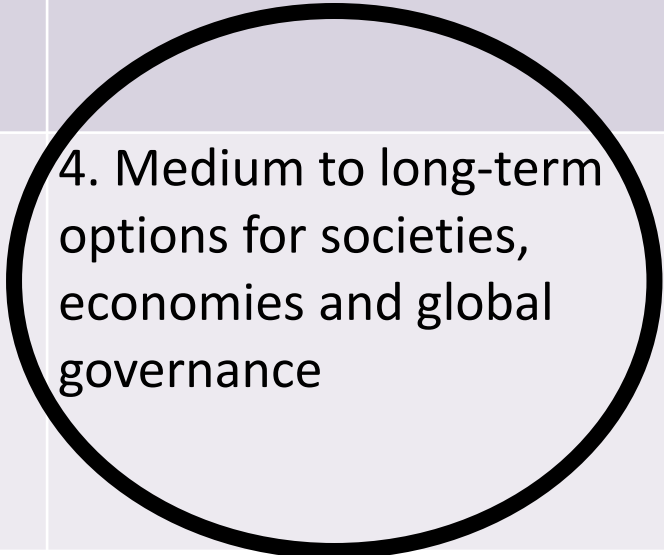 4. Medium to long-term
options for societies,
economies and global
governance